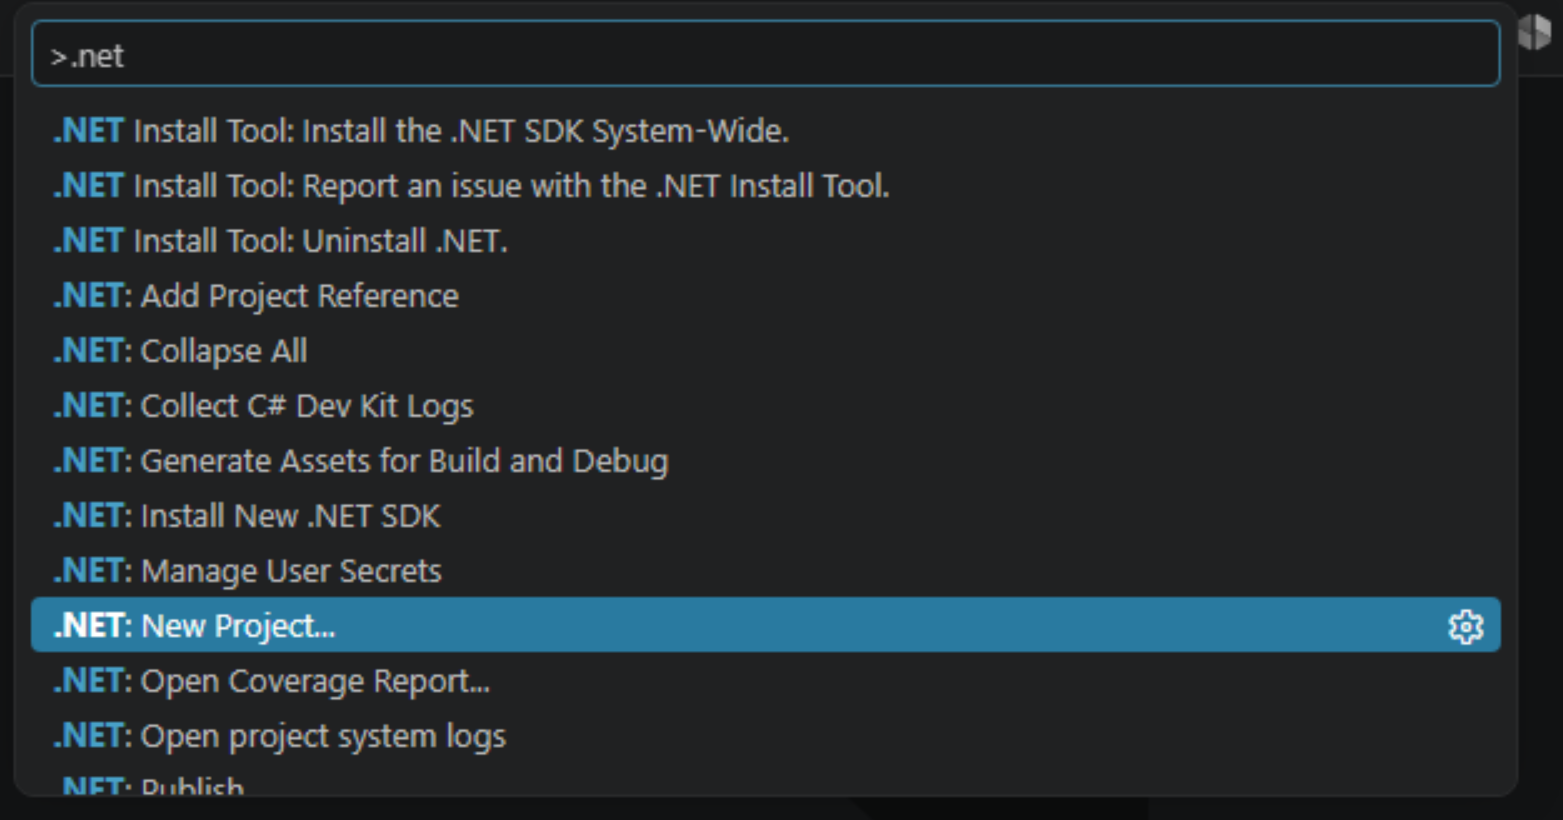 >.net
.NET Install Tool: Install the .NET SDK System-Wide.
.NET Install Tool: Report an issue with the .NET Install Tool.
.NET Install Tool: Uninstall .NET.
.NET: Add Project Reference
.NET: Collapse All
.NET: Collect C# Dev Kit Logs
.NET: Generate Assets for Build and Debug
.NET: Install New .NET SDK
.NET: Manage User Secrets
.NET: New Project...
.NET: Open Coverage Report...
.NET: Open project system logs
.NET: Publish